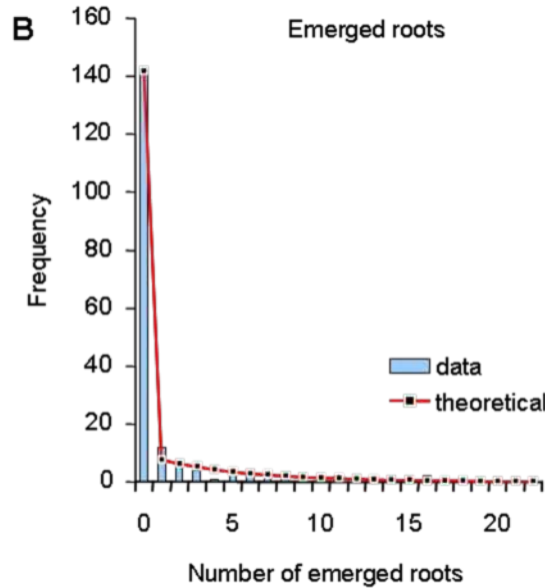 B
Emerged roots
160
140
120
100
80
60
40
20
0
Frequency
data
theoretical
0 5 10 15 20
Number of emerged roots